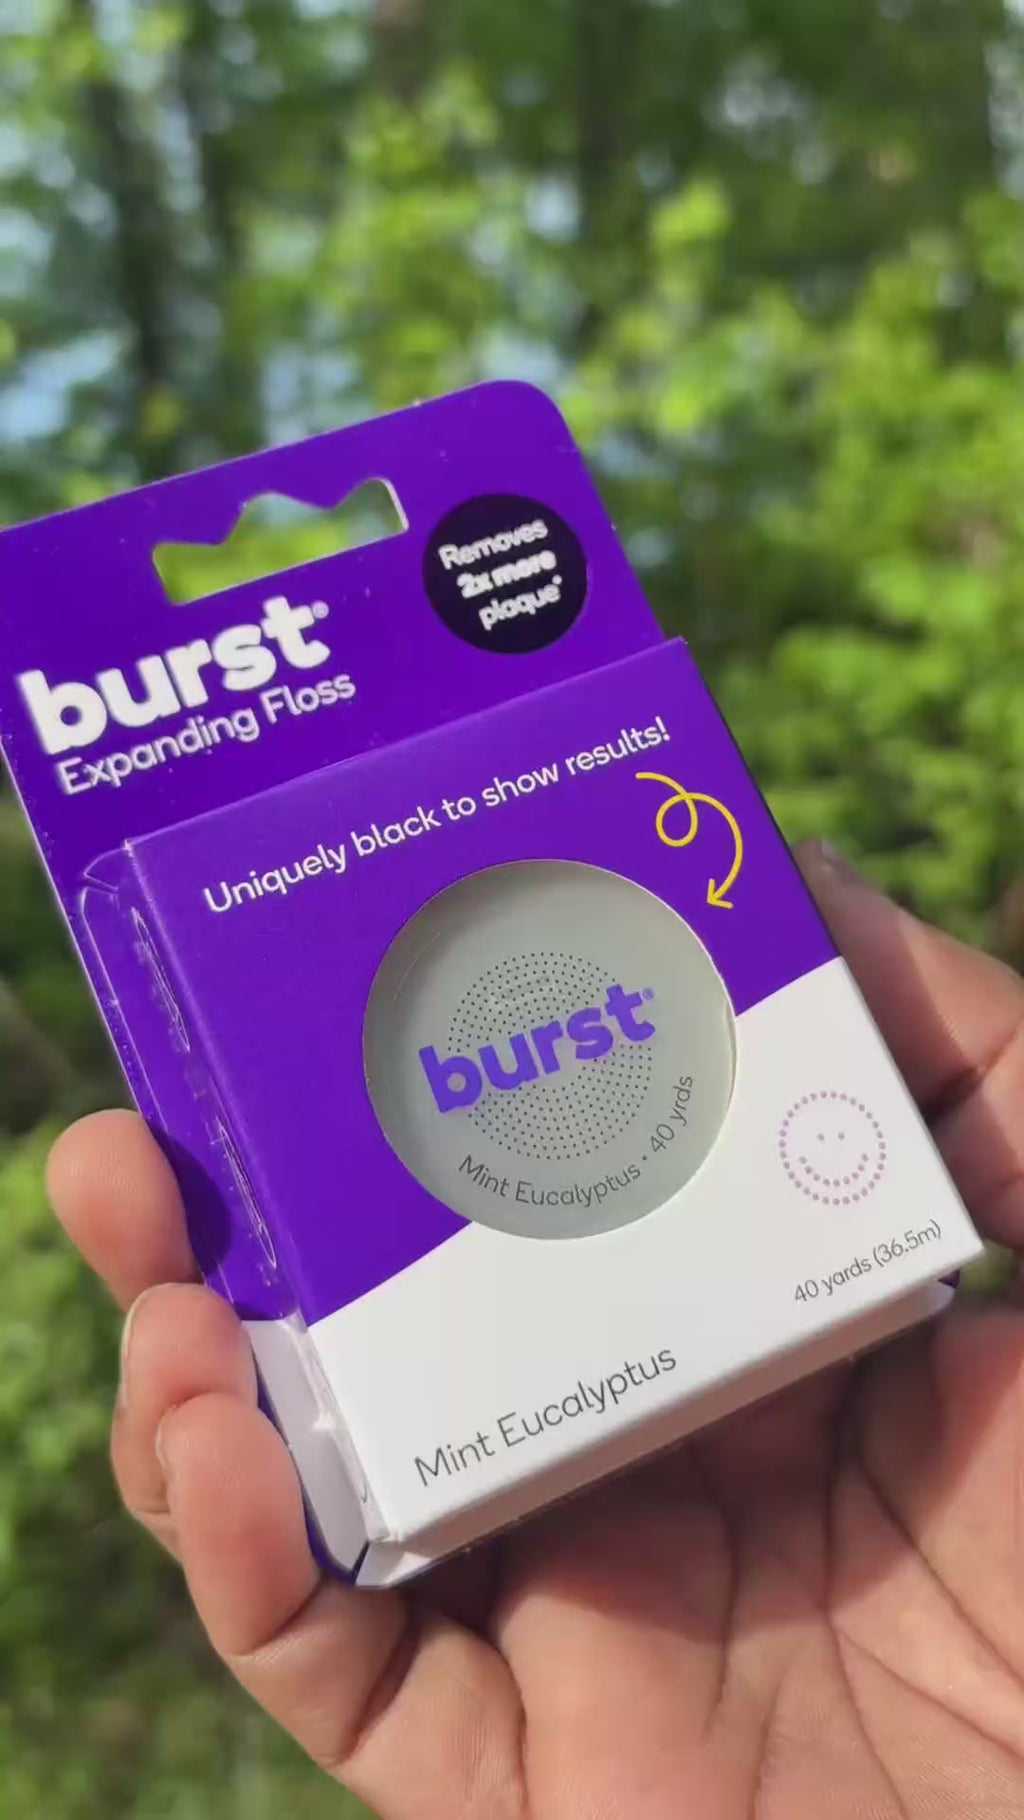 Removes
2x more
plaque*
burst®
Expanding Floss
Uniquely black to show results!
burst®
Mint Eucalyptus • 40 yrds
40 yards (36,5m)
Mint Eucalyptus